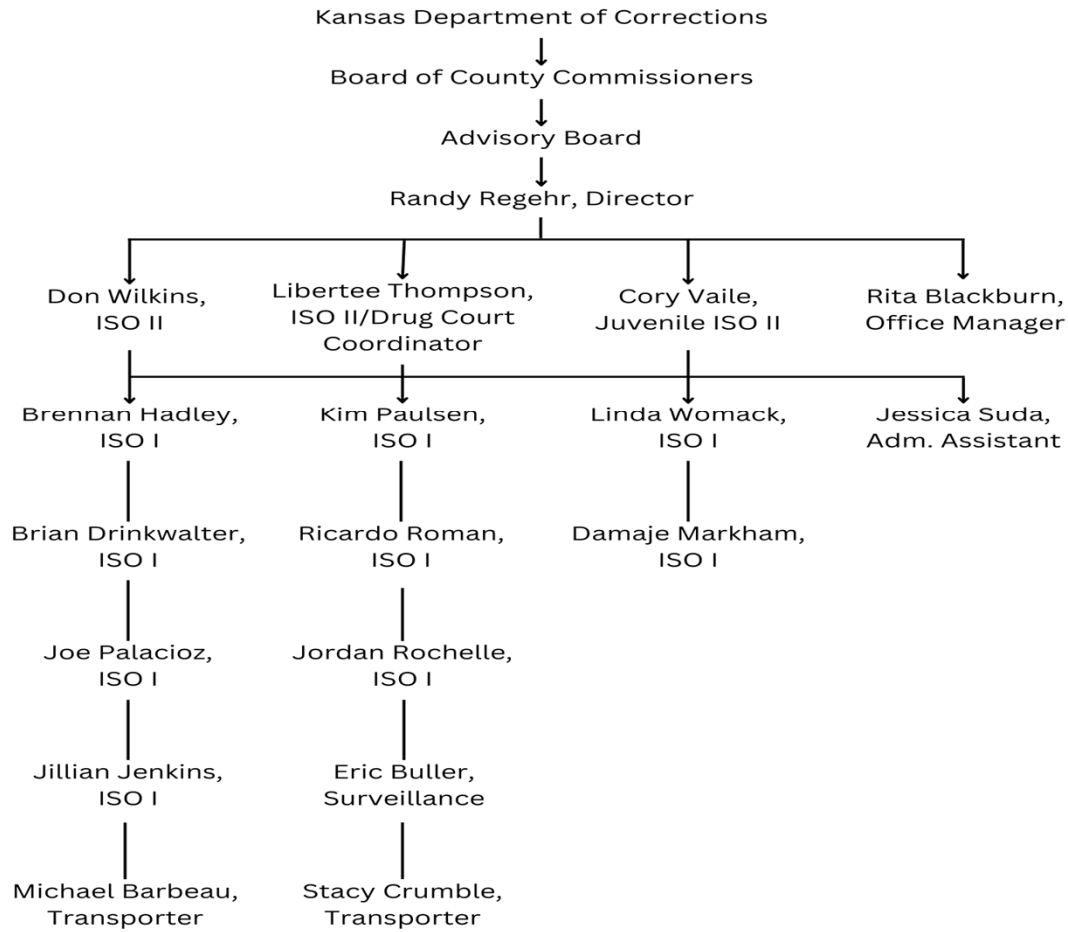 Kansas Department of Corrections
Board of County Commissioners
Advisory Board
Randy Regehr, Director
Don Wilkins,
ISO II
Libertee Thompson,
ISO II/Drug Court
Coordinator
Cory Vaile,
Juvenile ISO II
Rita Blackburn,
Office Manager
Brennan Hadley,
ISO I
Kim Paulsen,
ISO I
Linda Womack,
ISO I
Jessica Suda,
Adm. Assistant
Brian Drinkwalter,
ISO I
Ricardo Roman,
ISO I
Damaje Markham,
ISO I
Joe Palacioz,
ISO I
Jordan Rochelle,
ISO I
Jillian Jenkins,
ISO I
Eric Buller,
Surveillance
Michael Barbeau,
Transporter
Stacy Crumble,
Transporter